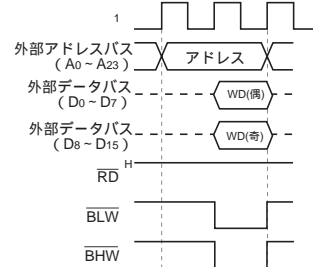 1
外部アドレスバス
( A0 ~ A23 )
アドレス
外部データバス
( D0 ~ D7 )
WD(偶)
外部データバス
( D8 ~ D15 )
WD(奇)
H
RD
BLW
BHW